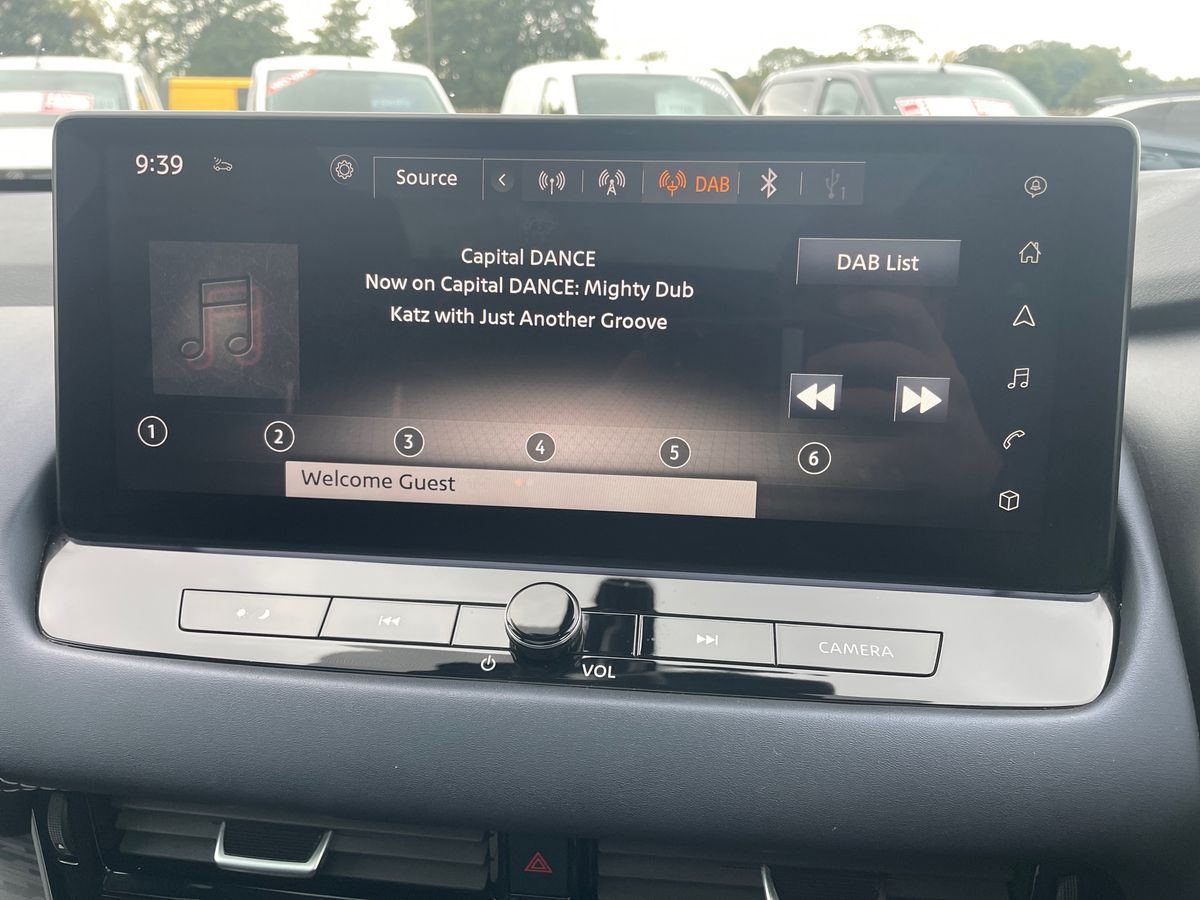 9:39
Source
DAB
1
Capital DANCE
Now on Capital DANCE: Mighty Dub
Katz with Just Another Groove
DAB List
1 2 3 4 5 6
Welcome Guest
VOL
CAMERA